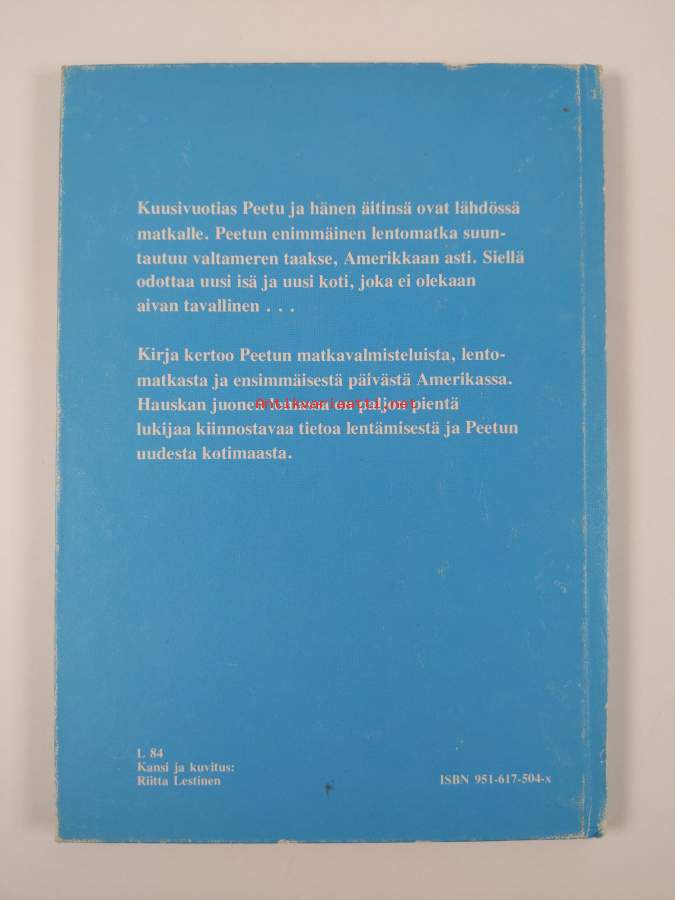 Kuusivuotias Peetu ja hänen äitinsä ovat lähdössä
matkalle. Peetun enimmäinen lentomatka suun-
tautuu valtameren taakse, Amerikkaan asti. Siellä
odottaa uusi isä ja uusi koti, joka ei olekaan
aivan tavallinen . . .
Kirja kertoo Peetun matkavalmisteluista, lento-
matkasta ja ensimmäisestä päivästä Amerikassa.
Hauskan juonen paljon pientä
Antikvariaatti.net
lukijaa kiinnostavaa tietoa lentämisestä ja Peetun
uudesta kotimaasta.
L 84
Kansi ja kuvitus:
Riitta Lestinen
ISBN 951-617-504-x